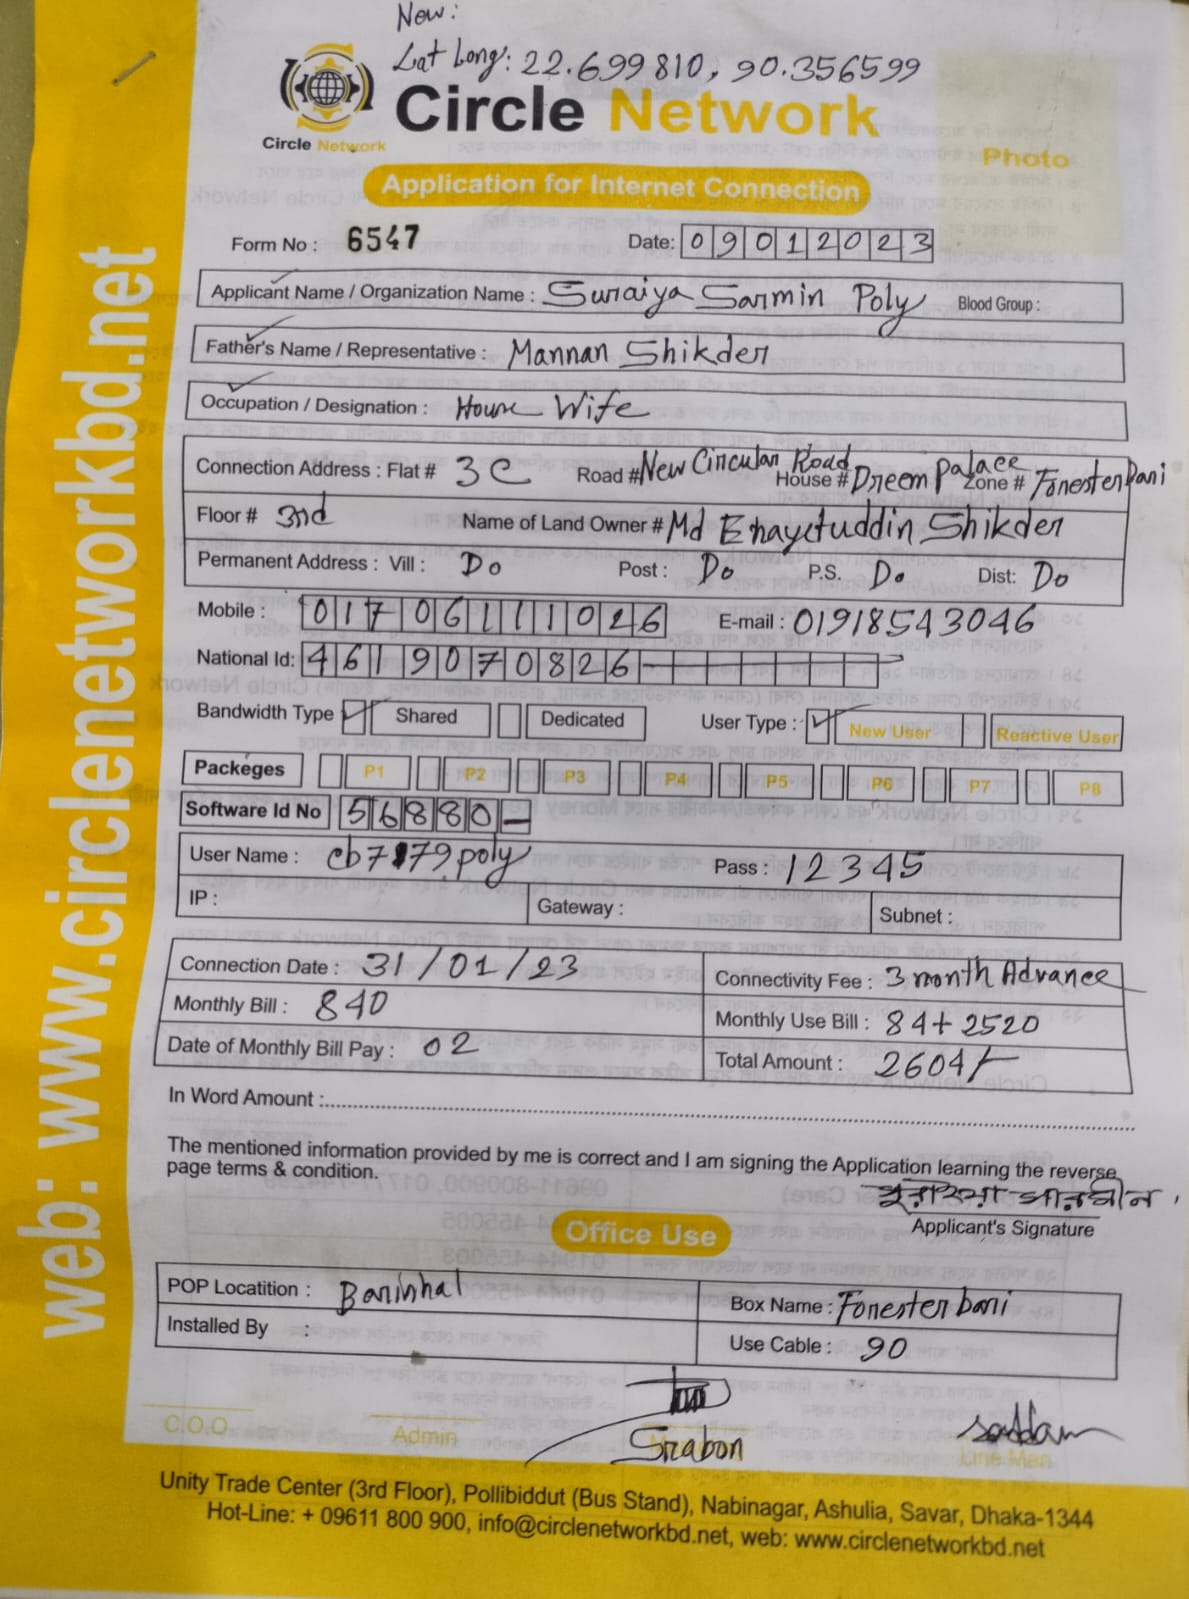 New:
Lat Long: 22.699810, 90.356599
Circle Network
Circle Network
Photo
Application for Internet Connection
Form No : 6547 Date: 09012023
Applicant Name / Organization Name : Suraiya Sarmin Poly Blood Group :
Father's Name / Representative : Mannan Shikder
Occupation / Designation : House Wife
Connection Address : Flat # 3C Road # New Circular Road House # Dreem Palace Zone # Forester Bari
Floor # 3rd Name of Land Owner # Md Enayetuddin Shikder
Permanent Address : Vill : Do Post : Do P.S. Do Dist: Do
Mobile : 01706111026 E-mail : 01918543046
National Id: 4619070826
Bandwidth Type Shared Dedicated User Type : New User Reactive User
Packeges P1 P2 P3 P4 P5 P6 P7 P8
Software Id No 56880-
User Name : cb7179poly Pass : 12345
IP : Gateway : Subnet :
Connection Date : 31/01/23 Connectivity Fee : 3 month Advance
Monthly Bill : 840 Monthly Use Bill : 84+2520
Date of Monthly Bill Pay : 02 Total Amount : 2604/-
In Word Amount :
The mentioned information provided by me is correct and I am signing the Application learning the reverse
page terms & condition.
সুরাইয়া শারমীন
Applicant's Signature
Office Use
POP Locatition : Barishal Box Name : Forester bari
Installed By : Use Cable : 90
C.O.O Admin Srabon saddam
Line Man
Unity Trade Center (3rd Floor), Pollibiddut (Bus Stand), Nabinagar, Ashulia, Savar, Dhaka-1344
Hot-Line: + 09611 800 900, info@circlenetworkbd.net, web: www.circlenetworkbd.net
web: www.circlenetworkbd.net